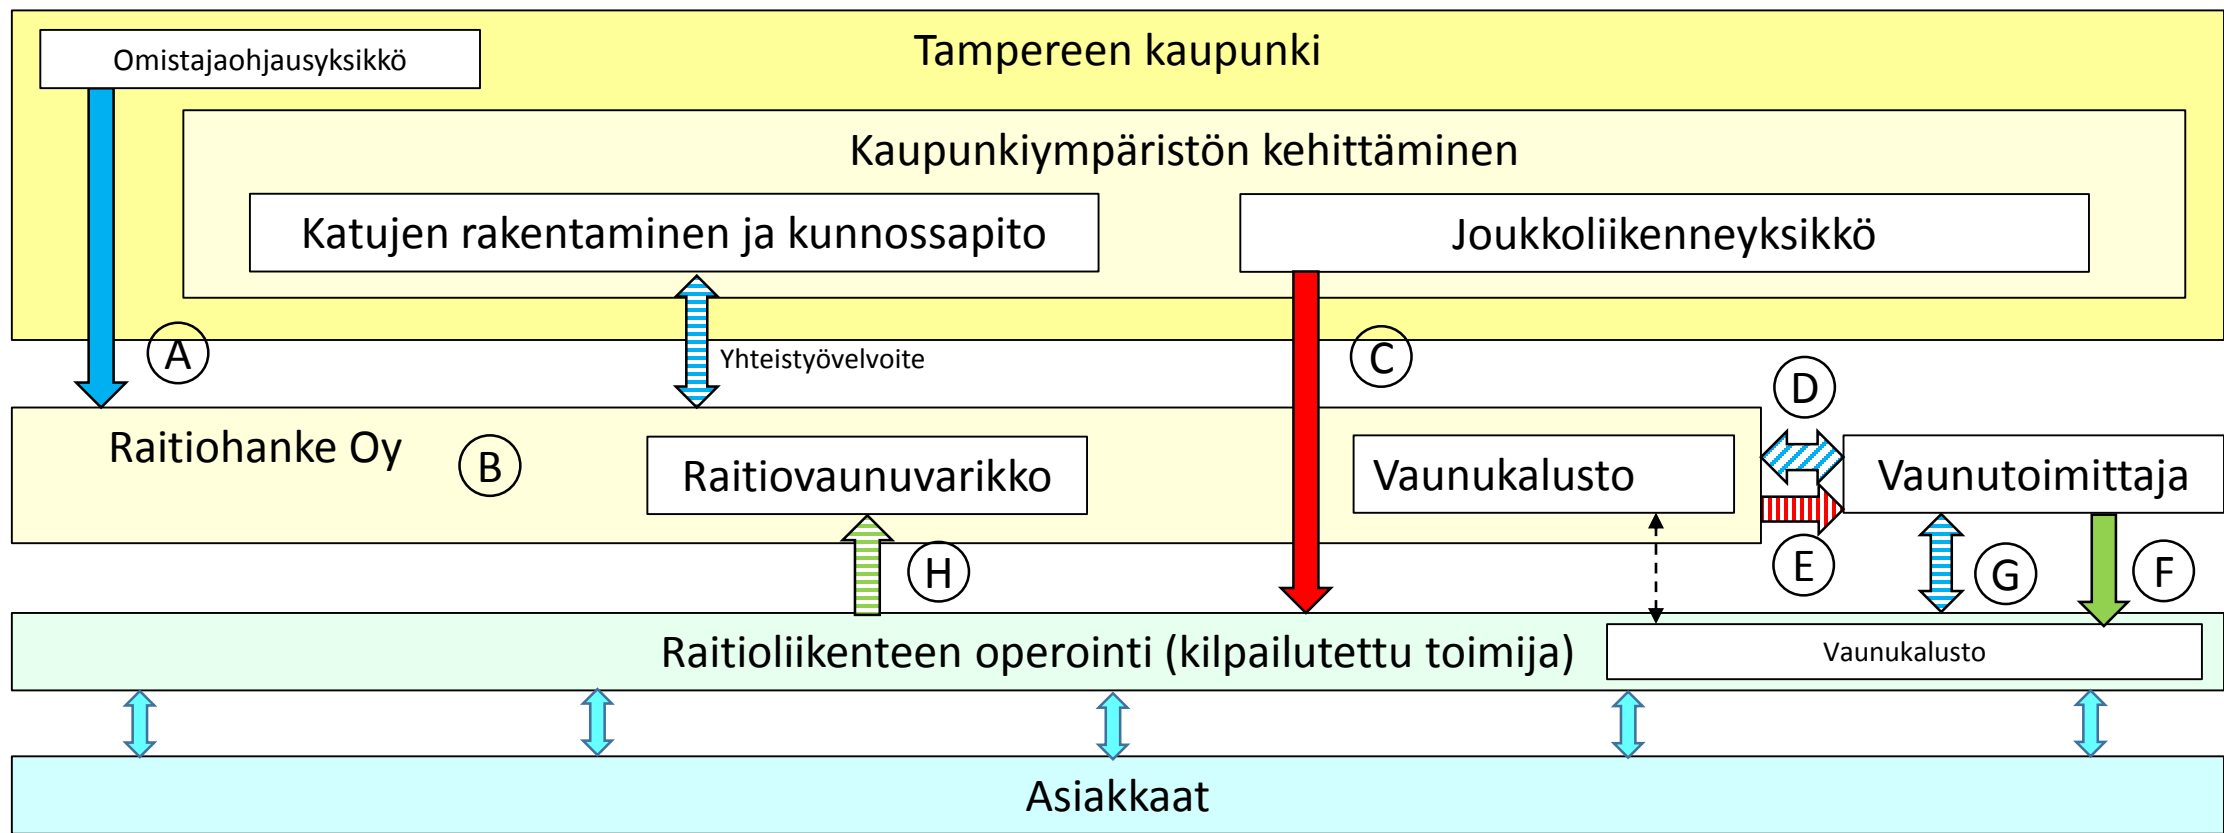 Tampereen kaupunki
Omistajaohjausyksikkö
Kaupunkiympäristön kehittäminen
Katujen rakentaminen ja kunnossapito
Joukkoliikenneyksikkö
A
Yhteistyövelvoite
C
D
Raitiohanke Oy
B
Raitiovaunuvarikko
Vaunukalusto
Vaunutoimittaja
H
E
G
F
Raitioliikenteen operointi (kilpailutettu toimija)
Vaunukalusto
Asiakkaat